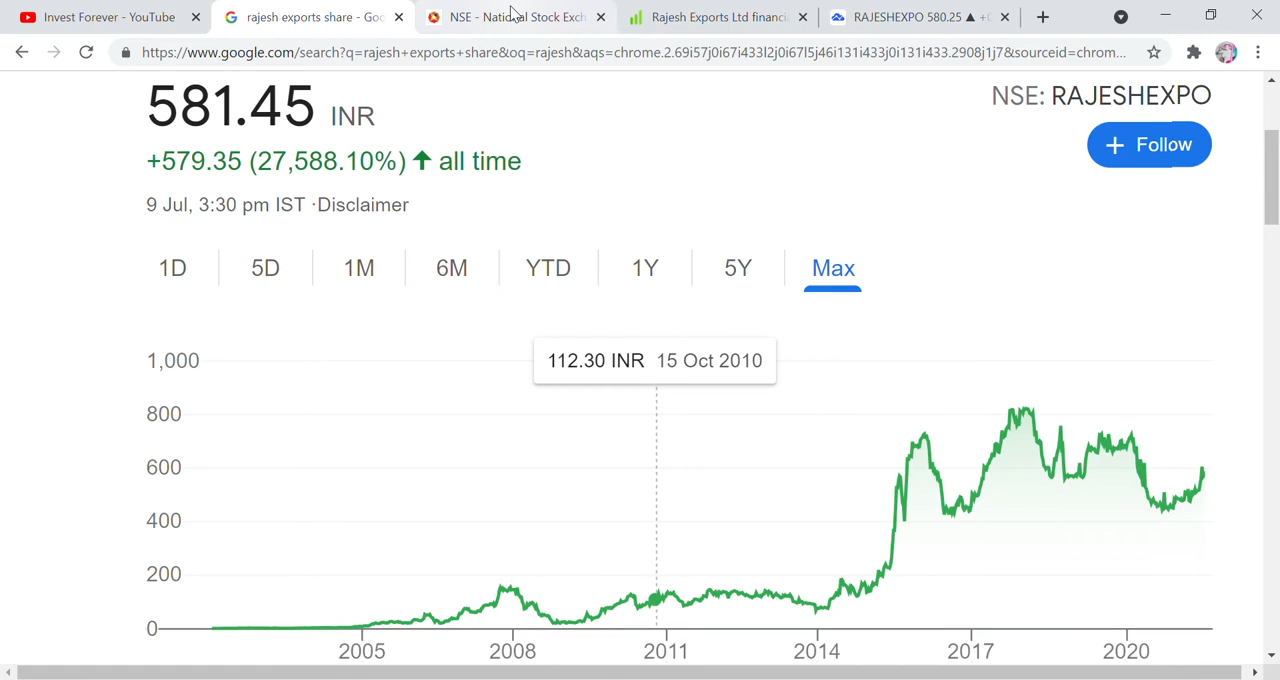 Invest Forever - YouTube
rajesh exports share - Goo
NSE - National Stock Exch
Rajesh Exports Ltd financi
RAJESHEXPO 580.25 ▲ +0
https://www.google.com/search?q=rajesh+exports+share&oq=rajesh&aqs=chrome.2.69i57j0i67i433l2j0i67l5j46i131i433j0i131i433.2908j1j7&sourceid=chrom...
581.45 INR
NSE: RAJESHEXPO
+ Follow
+579.35 (27,588.10%) ↑ all time
9 Jul, 3:30 pm IST ·Disclaimer
1D 5D 1M 6M YTD 1Y 5Y Max
112.30 INR 15 Oct 2010
1,000
800
600
400
200
0
2005 2008 2011 2014 2017 2020